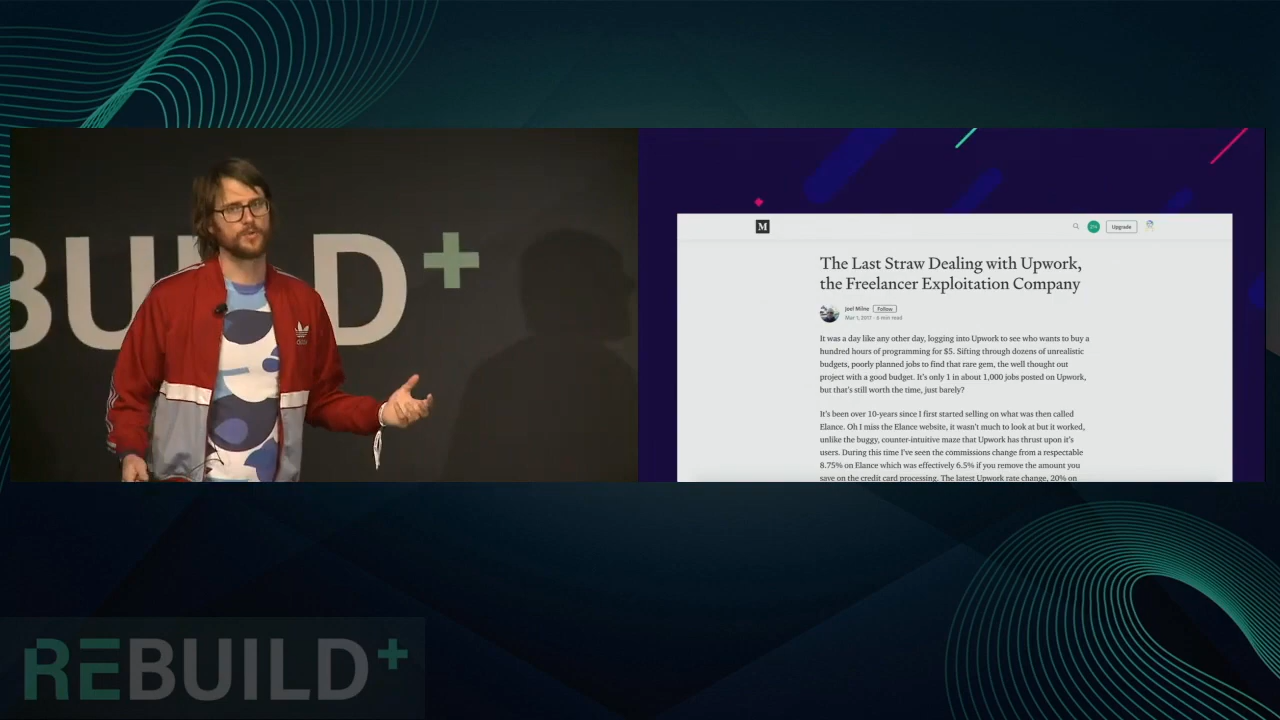 BUILD+
adidas
M
Upgrade
The Last Straw Dealing with Upwork,
the Freelancer Exploitation Company
Joel Milne Follow
Mar 1, 2017 · 6 min read
It was a day like any other day, logging into Upwork to see who wants to buy a
hundred hours of programming for $5. Sifting through dozens of unrealistic
budgets, poorly planned jobs to find that rare gem, the well thought out
project with a good budget. It's only 1 in about 1,000 jobs posted on Upwork,
but that's still worth the time, just barely?
It's been over 10-years since I first started selling on what was then called
Elance. Oh I miss the Elance website, it wasn't much to look at but it worked,
unlike the buggy, counter-intuitive maze that Upwork has thrust upon it's
users. During this time I've seen the commissions change from a respectable
8.75% on Elance which was effectively 6.5% if you remove the amount you
save on the credit card processing. The latest Upwork rate change, 20% on
REBUILD+